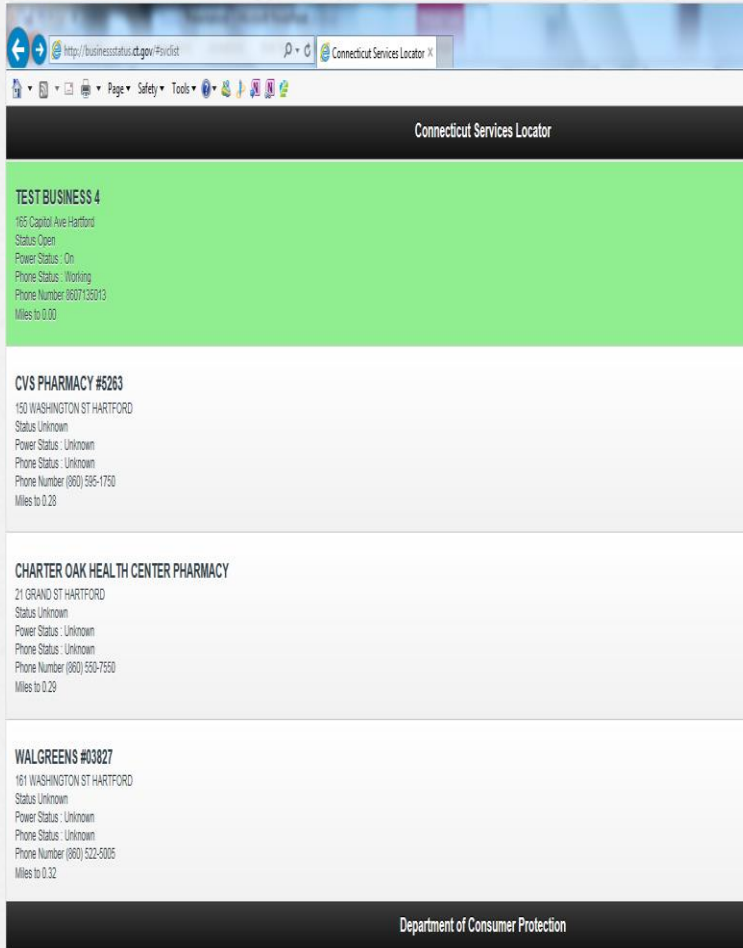 http://businessstatus.ct.gov/#svclist
Connecticut Services Locator
Page Safety Tools
Connecticut Services Locator
TEST BUSINESS 4
165 Capitol Ave Hartford
Status Open
Power Status : On
Phone Status : Working
Phone Number 8607135013
Miles to 0.00
CVS PHARMACY #5263
150 WASHINGTON ST HARTFORD
Status Unknown
Power Status : Unknown
Phone Status : Unknown
Phone Number (860) 595-1750
Miles to 0.28
CHARTER OAK HEALTH CENTER PHARMACY
21 GRAND ST HARTFORD
Status Unknown
Power Status : Unknown
Phone Status : Unknown
Phone Number (860) 550-7550
Miles to 0.29
WALGREENS #03827
161 WASHINGTON ST HARTFORD
Status Unknown
Power Status : Unknown
Phone Status : Unknown
Phone Number (860) 522-5005
Miles to 0.32
Department of Consumer Protection